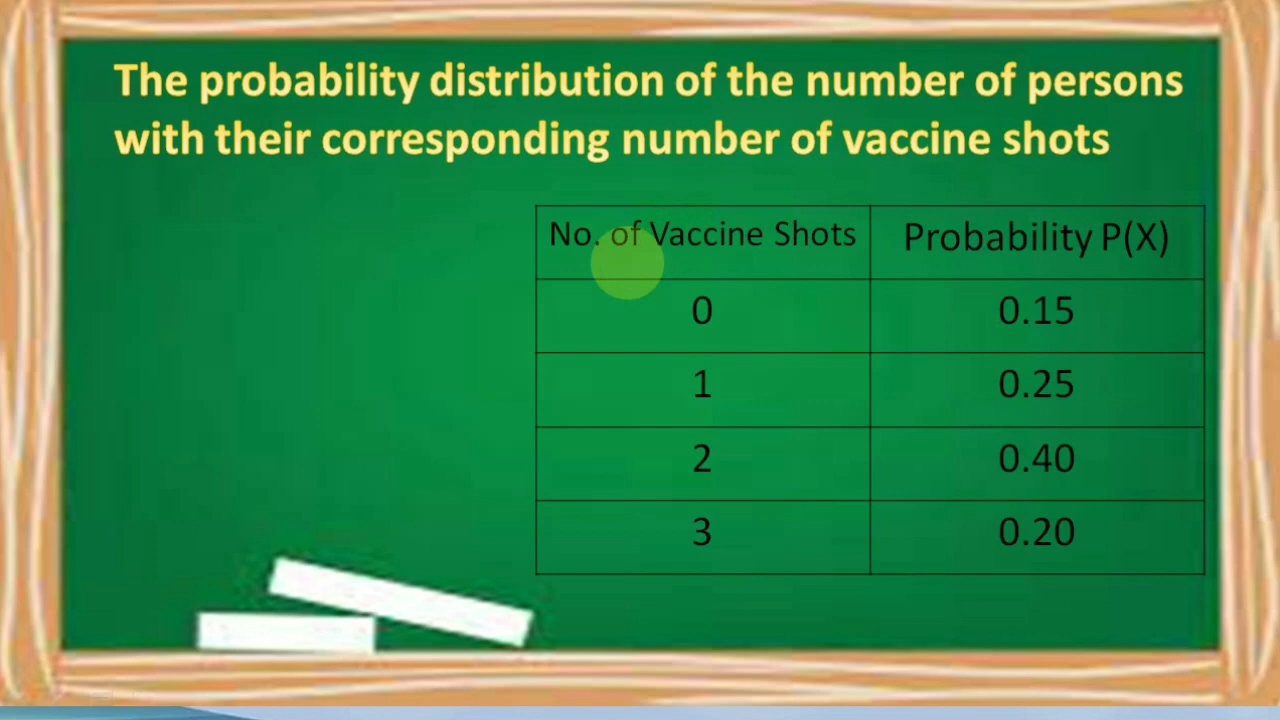 The probability distribution of the number of persons
with their corresponding number of vaccine shots
No. of Vaccine Shots Probability P(X)
0 0.15
1 0.25
2 0.40
3 0.20